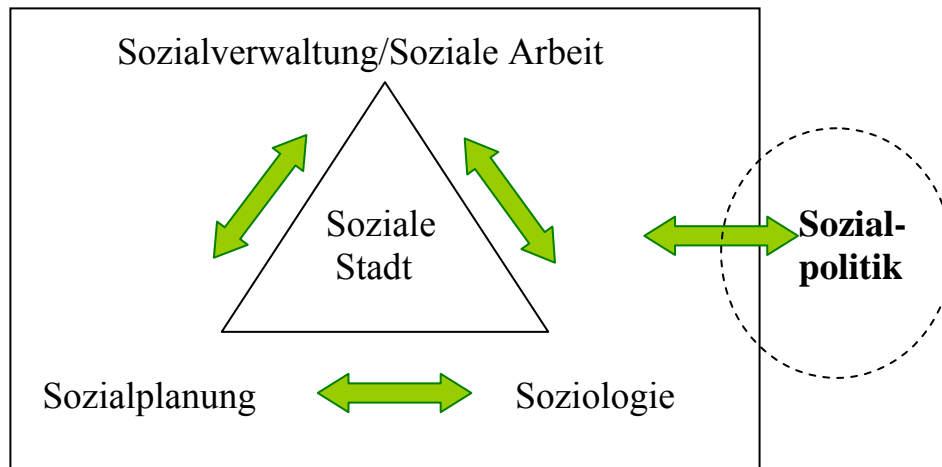 Sozialverwaltung/Soziale Arbeit
Soziale
Stadt
Sozial-
politik
Sozialplanung
Soziologie